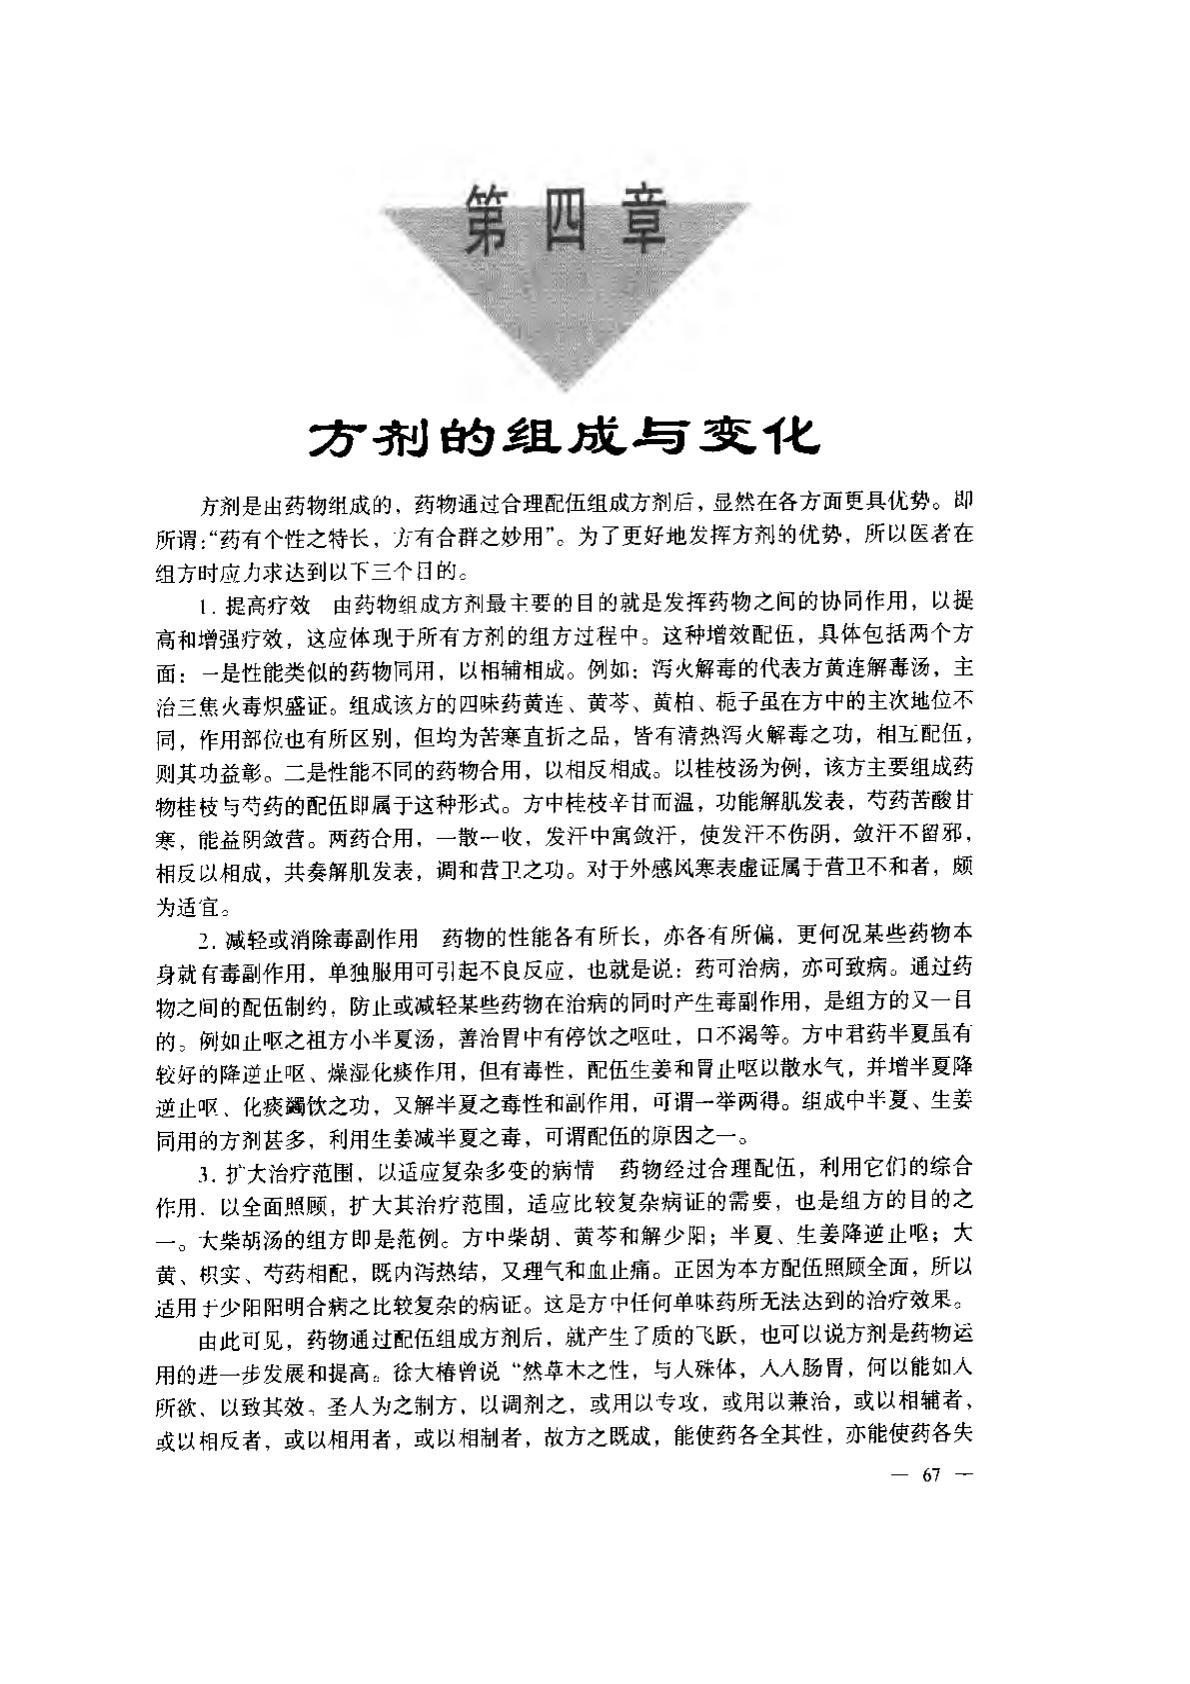 第四章
方剂的组成与变化
方剂是由药物组成的，药物通过合理配伍组成方剂后，显然在各方面更具优势。即
所谓：“药有个性之特长，方有合群之妙用”。为了更好地发挥方剂的优势，所以医者在
组方时应力求达到以下三个目的。
1. 提高疗效　由药物组成方剂最主要的目的就是发挥药物之间的协同作用，以提
高和增强疗效，这应体现于所有方剂的组方过程中。这种增效配伍，具体包括两个方
面：一是性能类似的药物同用，以相辅相成。例如：泻火解毒的代表方黄连解毒汤，主
治三焦火毒炽盛证。组成该方的四味药黄连、黄芩、黄柏、栀子虽在方中的主次地位不
同，作用部位也有所区别，但均为苦寒直折之品，皆有清热泻火解毒之功，相互配伍，
则其功益彰。二是性能不同的药物合用，以相反相成。以桂枝汤为例，该方主要组成药
物桂枝与芍药的配伍即属于这种形式。方中桂枝辛甘而温，功能解肌发表，芍药苦酸甘
寒，能益阴敛营。两药合用，一散一收，发汗中寓敛汗，使发汗不伤阴，敛汗不留邪，
相反以相成，共奏解肌发表，调和营卫之功。对于外感风寒表虚证属于营卫不和者，颇
为适宜。
2. 减轻或消除毒副作用　药物的性能各有所长，亦各有所偏，更何况某些药物本
身就有毒副作用，单独服用可引起不良反应，也就是说：药可治病，亦可致病。通过药
物之间的配伍制约，防止或减轻某些药物在治病的同时产生毒副作用，是组方的又一目
的。例如止呕之祖方小半夏汤，善治胃中有停饮之呕吐，口不渴等。方中君药半夏虽有
较好的降逆止呕、燥湿化痰作用，但有毒性，配伍生姜和胃止呕以散水气，并增半夏降
逆止呕、化痰蠲饮之功，又解半夏之毒性和副作用，可谓一举两得。组成中半夏、生姜
同用的方剂甚多，利用生姜减半夏之毒，可谓配伍的原因之一。
3. 扩大治疗范围，以适应复杂多变的病情　药物经过合理配伍，利用它们的综合
作用，以全面照顾，扩大其治疗范围，适应比较复杂病证的需要，也是组方的目的之
一。大柴胡汤的组方即是范例。方中柴胡、黄芩和解少阳；半夏、生姜降逆止呕；大
黄、枳实、芍药相配，既内泻热结，又理气和血止痛。正因为本方配伍照顾全面，所以
适用于少阳阳明合病之比较复杂的病证。这是方中任何单味药所无法达到的治疗效果。
由此可见，药物通过配伍组成方剂后，就产生了质的飞跃，也可以说方剂是药物运
用的进一步发展和提高。徐大椿曾说“然草木之性，与人殊体，入人肠胃，何以能如人
所欲、以致其效。圣人为之制方，以调剂之，或用以专攻，或用以兼治，或以相辅者，
或以相反者，或以相用者，或以相制者，故方之既成，能使药各全其性，亦能使药各失
— 67 —